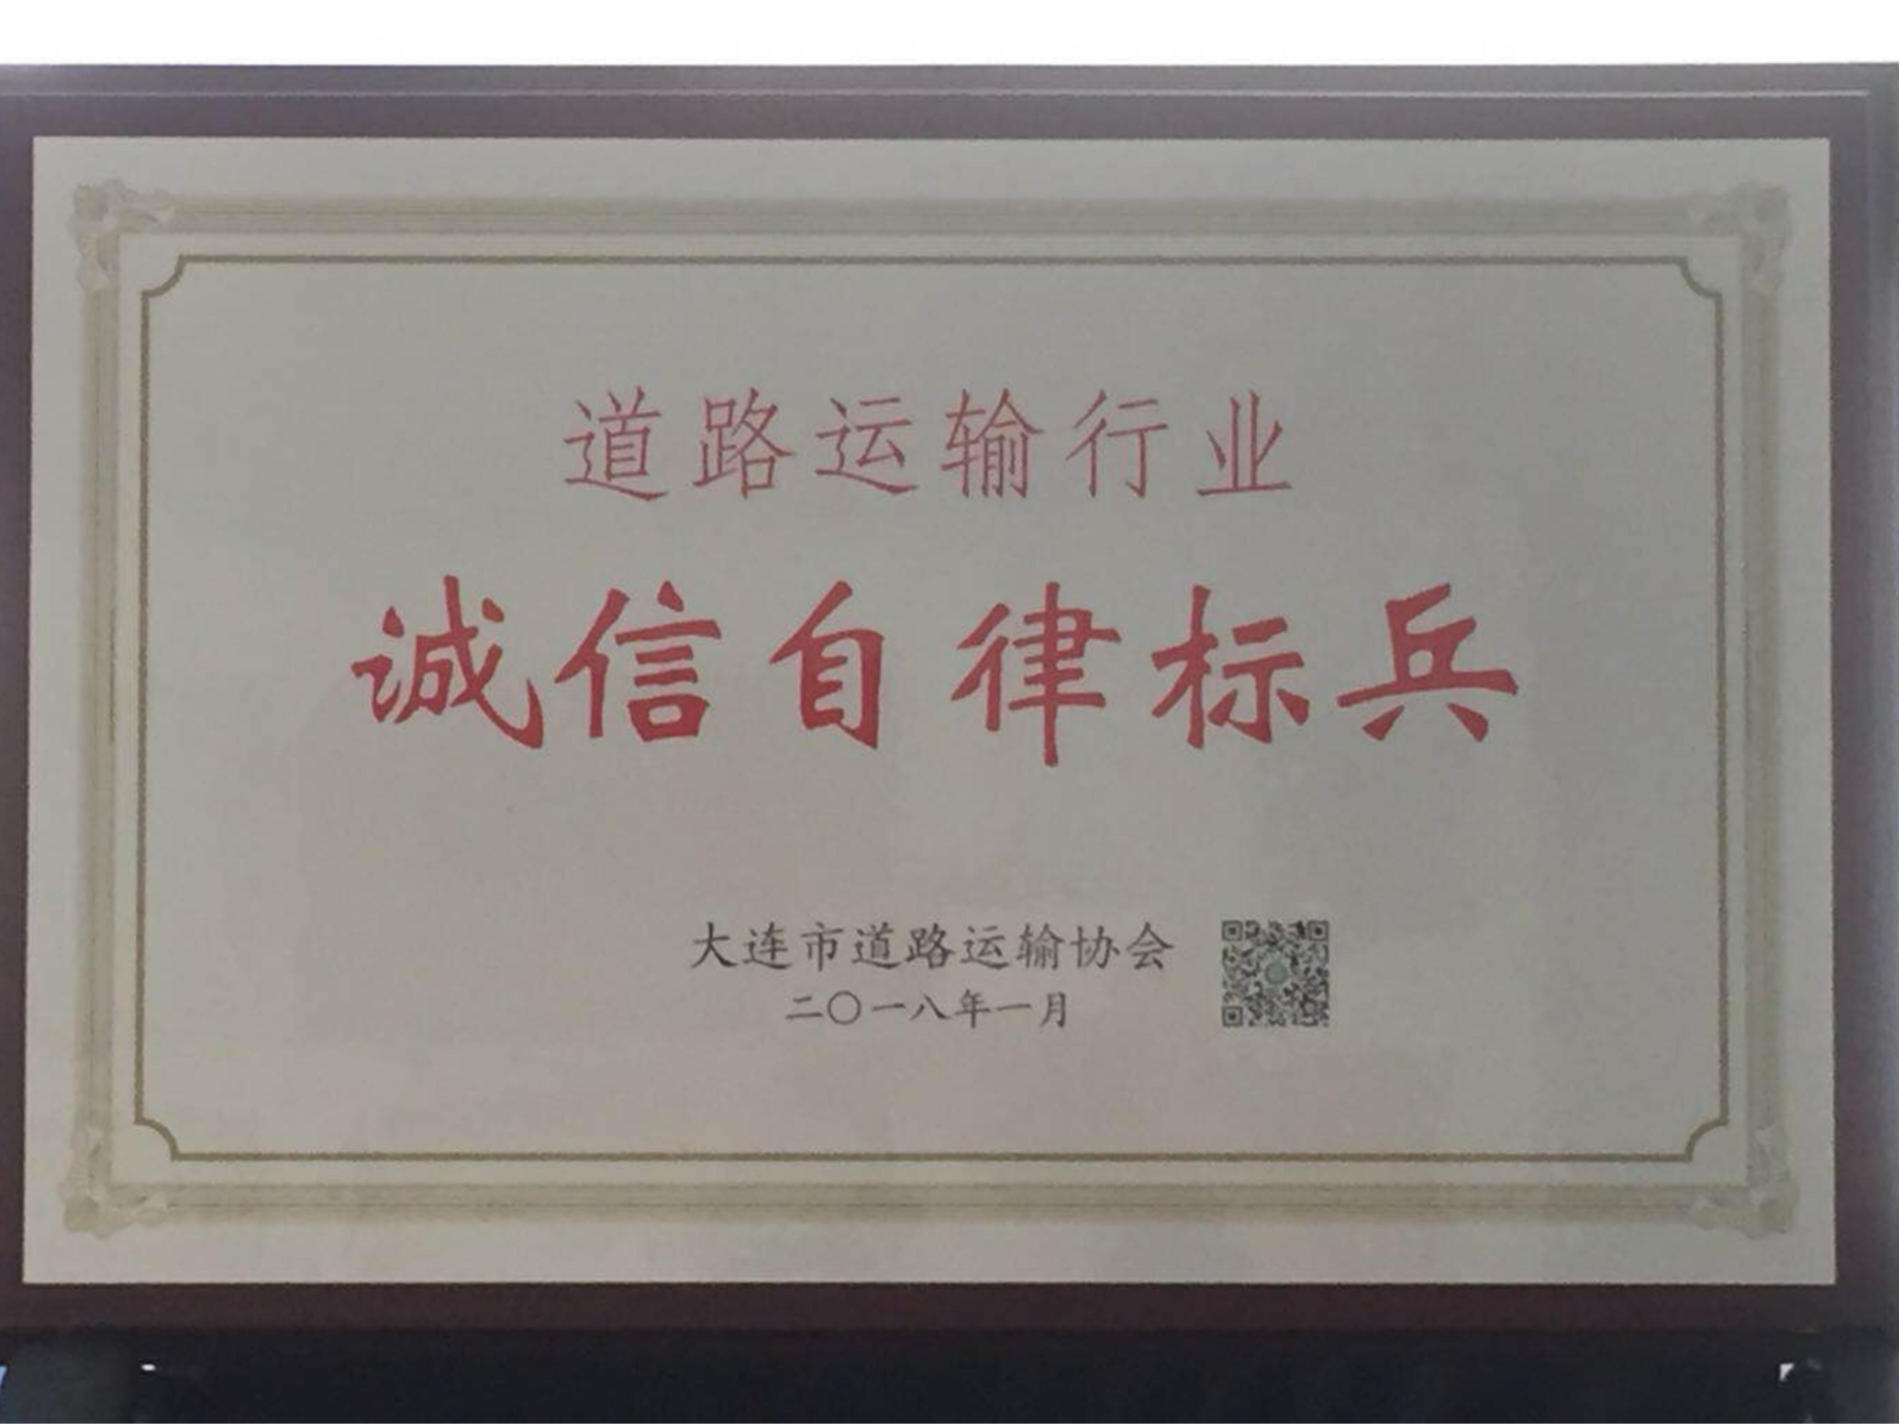 道路运输行业
诚信自律标兵
大连市道路运输协会
二〇一八年一月